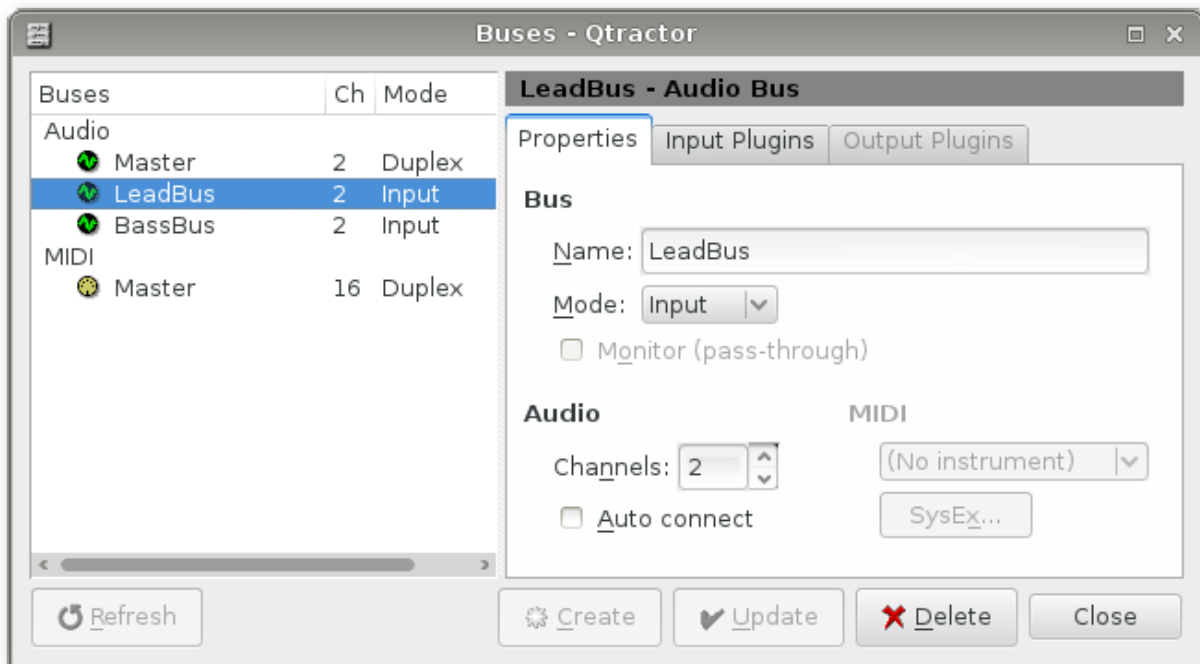 Buses - Qtractor
Buses Ch Mode
Audio
Master 2 Duplex
LeadBus 2 Input
BassBus 2 Input
MIDI
Master 16 Duplex
LeadBus - Audio Bus
Properties Input Plugins Output Plugins
Bus
Name: LeadBus
Mode: Input
Monitor (pass-through)
Audio MIDI
Channels: 2 (No instrument)
Auto connect SysEx...
Refresh Create Update Delete Close